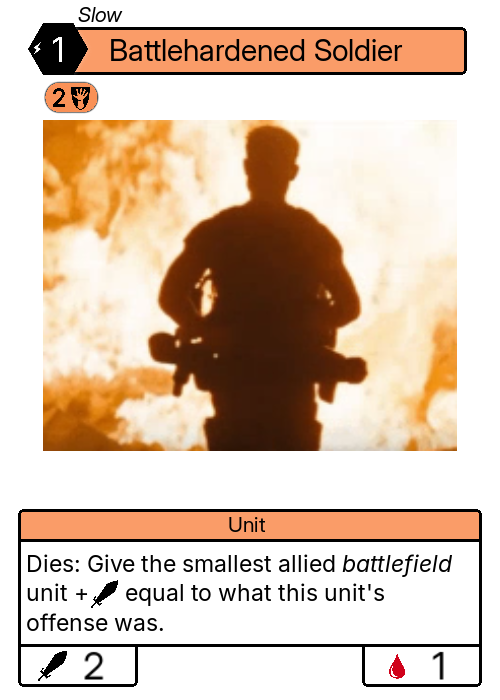 Slow
1 Battlehardened Soldier
2
Unit
Dies: Give the smallest allied battlefield
unit + equal to what this unit's
offense was.
2 1